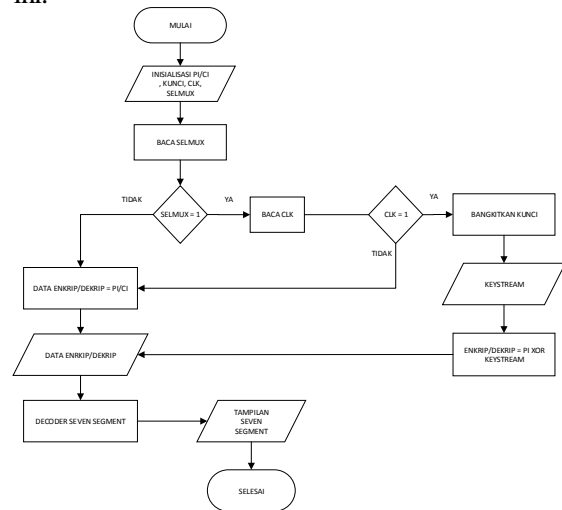 ini.
MULAI
INISIALISASI PI/CI
, KUNCI, CLK,
SELMUX
BACA SELMUX
TIDAK
SELMUX = 1
YA
BACA CLK
CLK = 1
YA
BANGKITKAN KUNCI
TIDAK
KEYSTREAM
DATA ENKRIP/DEKRIP = PI/CI
DATA ENRKIP/DEKRIP
ENKRIP/DEKRIP = PI XOR
KEYSTREAM
DECODER SEVEN SEGMENT
TAMPILAN
SEVEN
SEGMENT
SELESAI